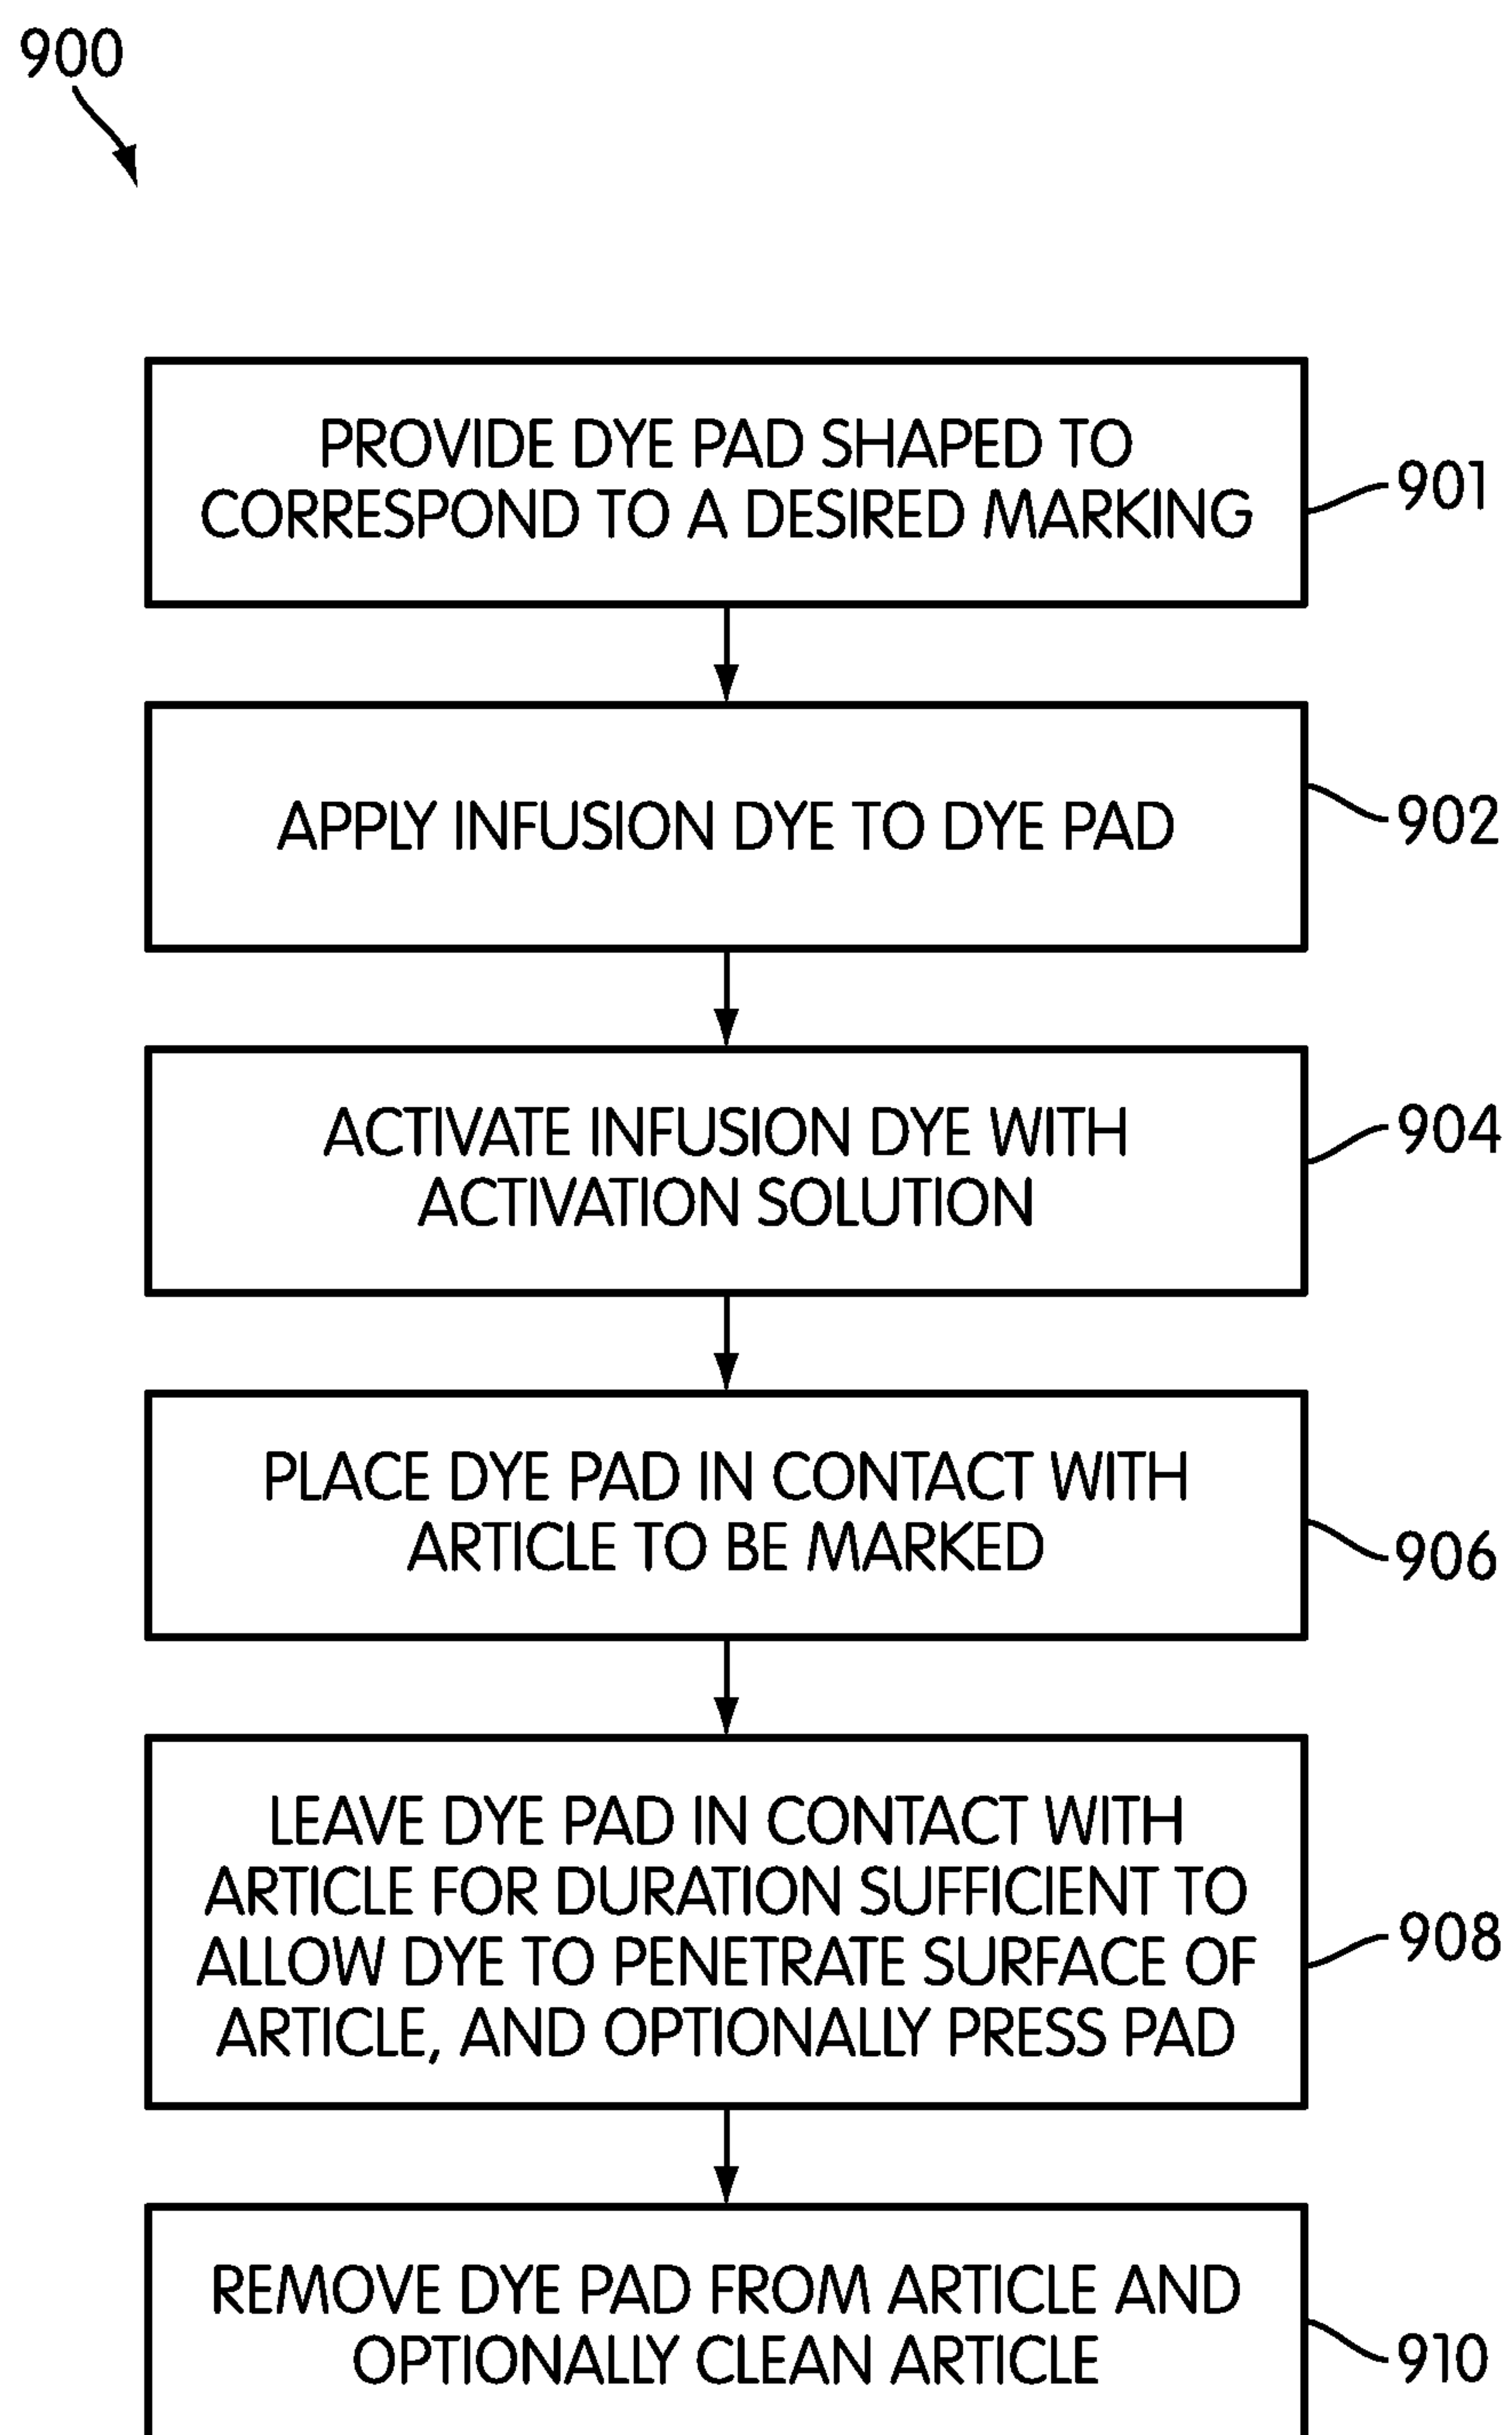 900
PROVIDE DYE PAD SHAPED TO
CORRESPOND TO A DESIRED MARKING
901
APPLY INFUSION DYE TO DYE PAD
902
ACTIVATE INFUSION DYE WITH
ACTIVATION SOLUTION
904
PLACE DYE PAD IN CONTACT WITH
ARTICLE TO BE MARKED
906
LEAVE DYE PAD IN CONTACT WITH
ARTICLE FOR DURATION SUFFICIENT TO
ALLOW DYE TO PENETRATE SURFACE OF
ARTICLE, AND OPTIONALLY PRESS PAD
908
REMOVE DYE PAD FROM ARTICLE AND
OPTIONALLY CLEAN ARTICLE
910